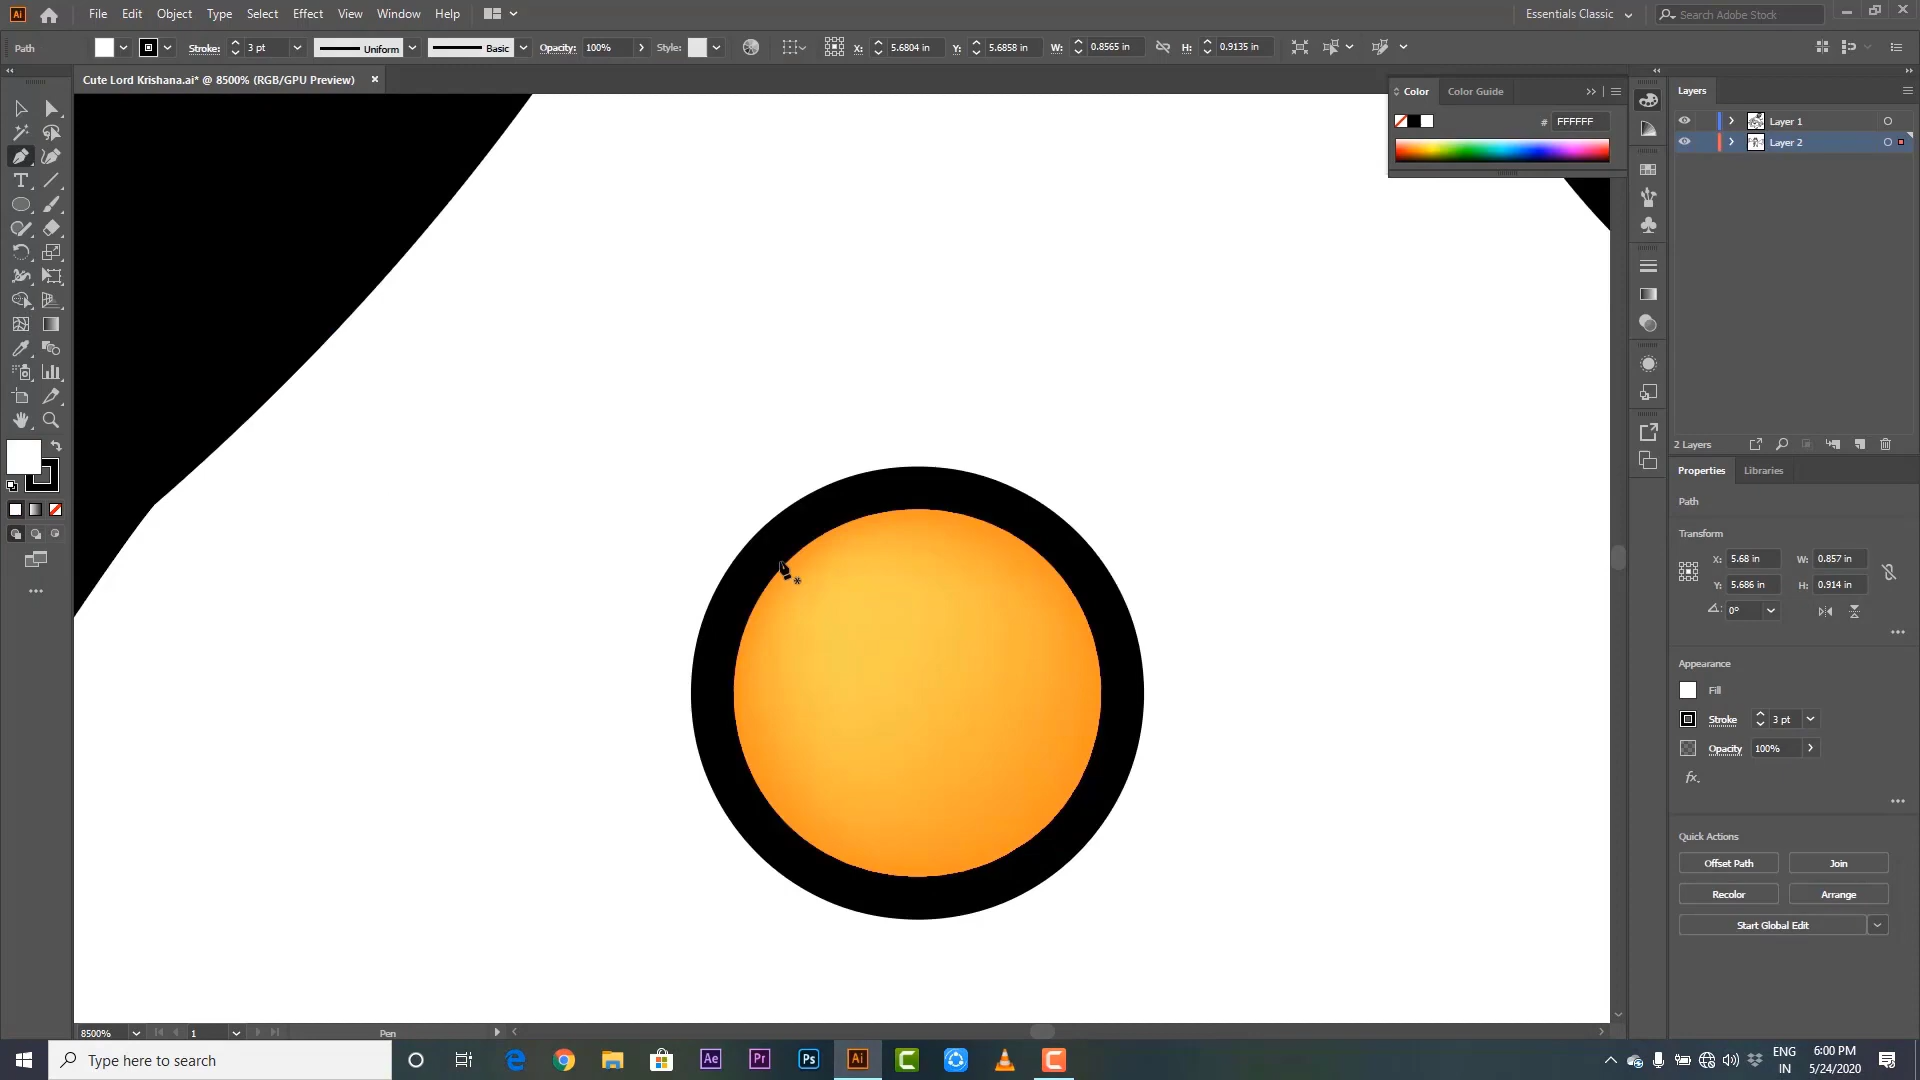 Ai File Edit Object Type Select Effect View Window Help Essentials Classic Search Adobe Stock
Path Stroke: 3 pt Uniform Basic Opacity: 100% Style: X: 5.6804 in Y: 5.6858 in W: 0.8565 in H: 0.9135 in
Cute Lord Krishana.ai* @ 8500% (RGB/GPU Preview)
Color Color Guide
# FFFFFF
Layers
Layer 1
Layer 2
2 Layers
Properties Libraries
Path
Transform
X: 5.68 in W: 0.857 in
Y: 5.686 in H: 0.914 in
0°
Appearance
Fill
Stroke 3 pt
Opacity 100%
fx.
Quick Actions
Offset Path Join
Recolor Arrange
Start Global Edit
8500% 1 Pen
Type here to search Ae Pr Ps Ai ENG IN 6:00 PM 5/24/2020